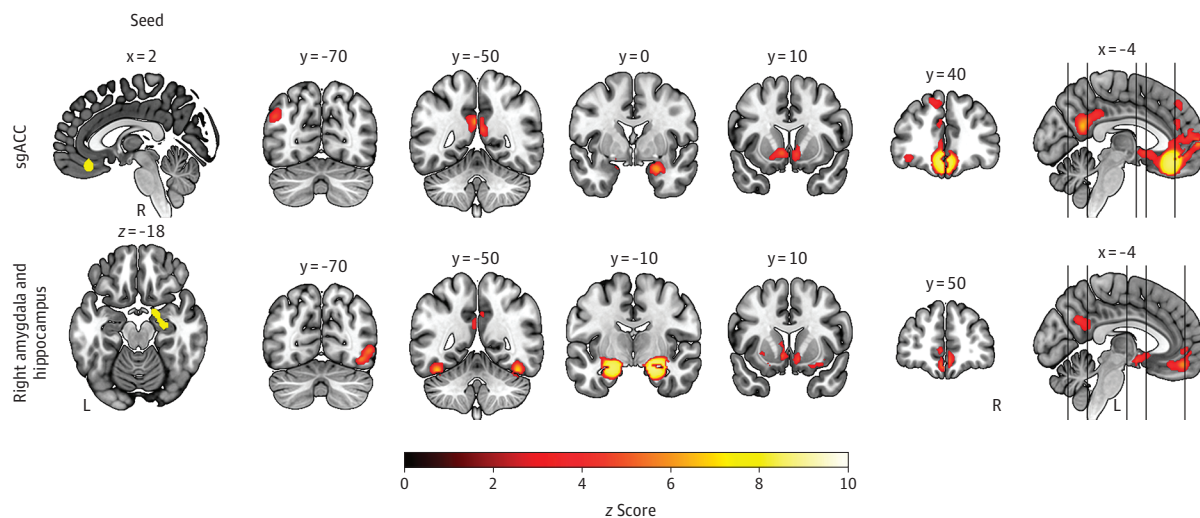 Seed
x = 2
y = −70
y = −50
y = 0
y = 10
y = 40
x = −4
sgACC
R
z = −18
y = −70
y = −50
y = −10
y = 10
y = 50
x = −4
Right amygdala and
hippocampus
L
R
L
0
2
4
6
8
10
z Score